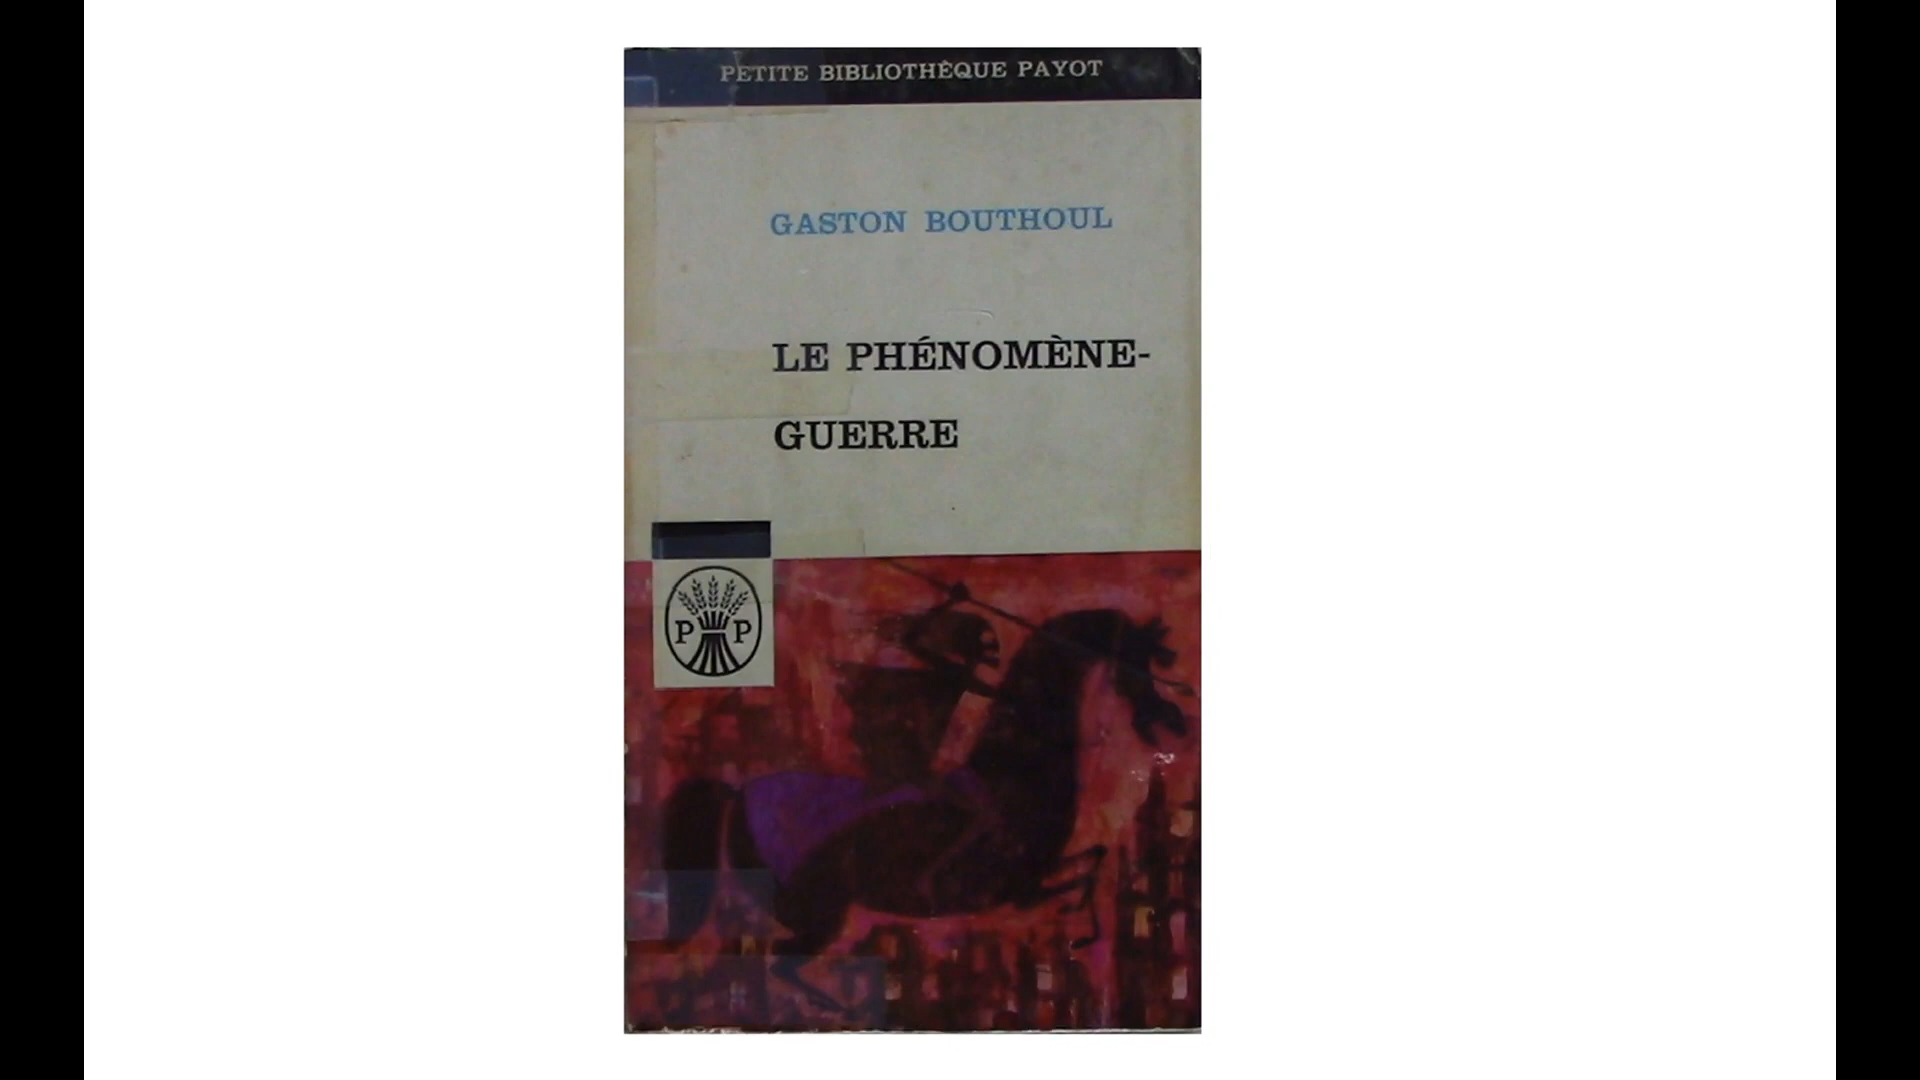 PETITE BIBLIOTHÈQUE PAYOT
GASTON BOUTHOUL
LE PHÉNOMÈNE-
GUERRE
P P